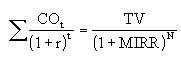 ∑ CO_t / (1 + r)^t = TV / (1 + MIRR)^N